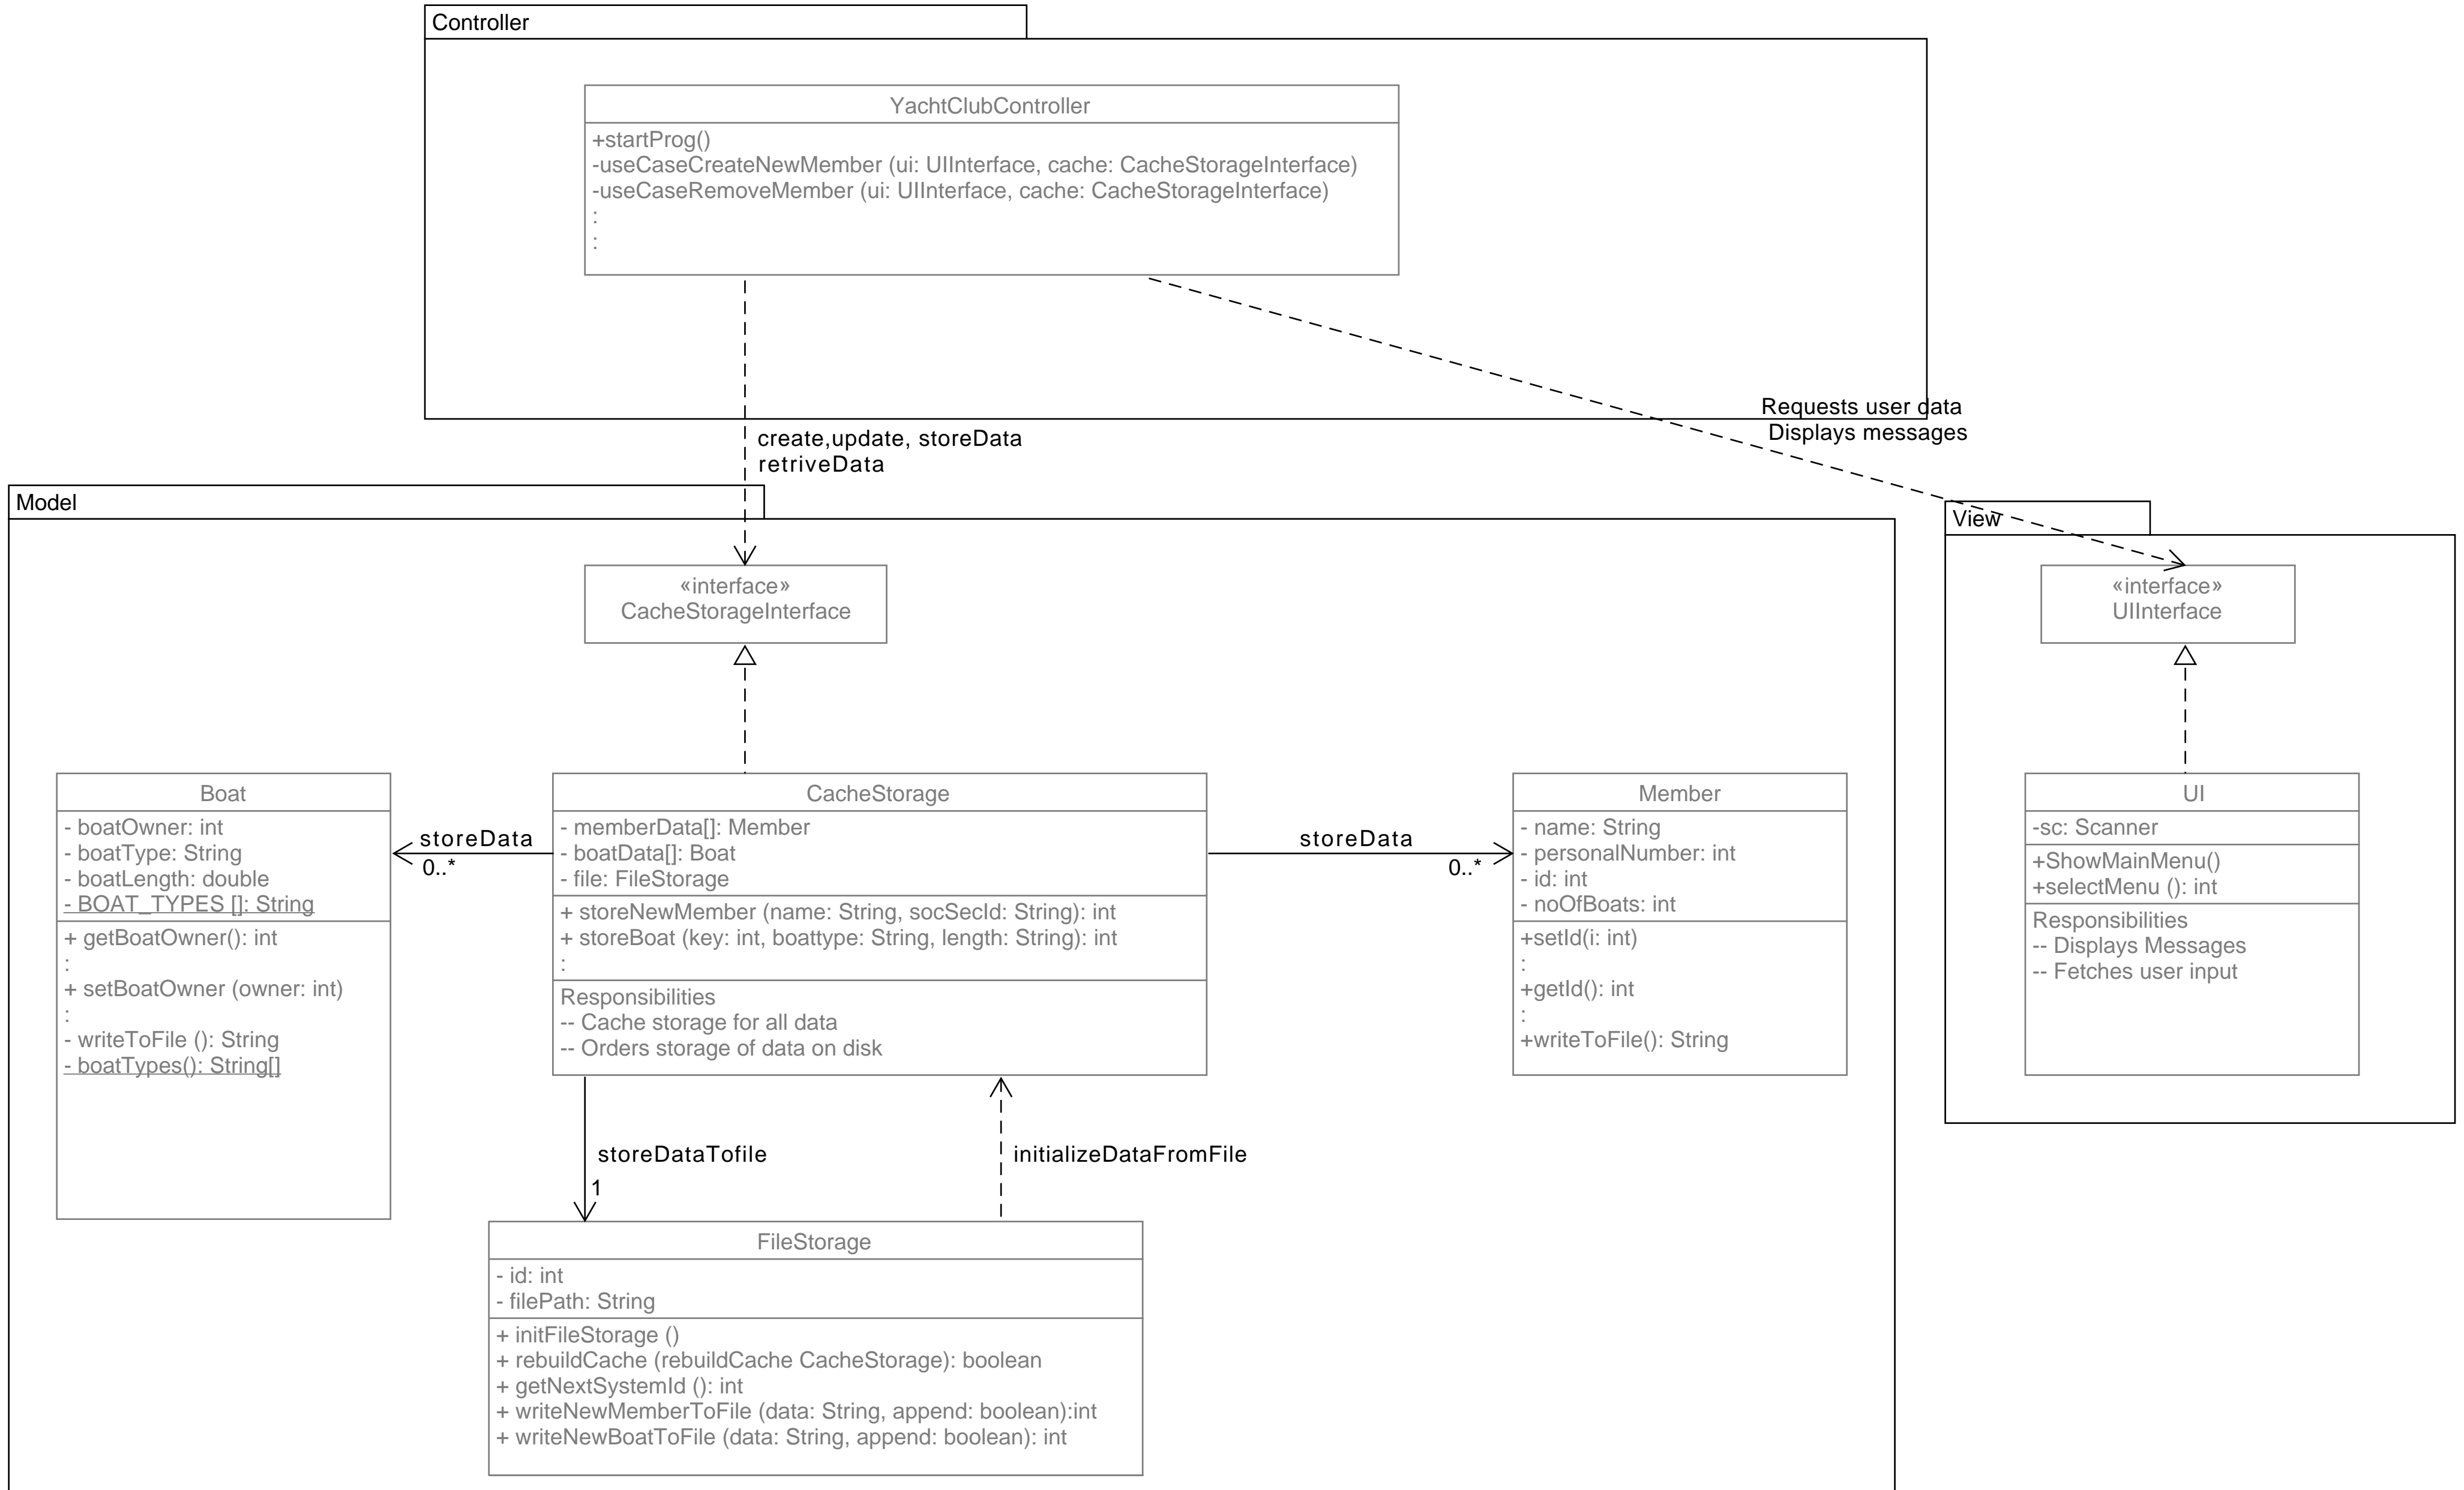 Controller
YachtClubController
+startProg()
-useCaseCreateNewMember (ui: UIInterface, cache: CacheStorageInterface)
-useCaseRemoveMember (ui: UIInterface, cache: CacheStorageInterface)
:
:
Requests user data
Displays messages
create,update, storeData
retriveData
Model
View
«interface»
CacheStorageInterface
«interface»
UIInterface
Boat
- boatOwner: int
- boatType: String
- boatLength: double
- BOAT_TYPES []: String
+ getBoatOwner(): int
:
+ setBoatOwner (owner: int)
:
- writeToFile (): String
- boatTypes(): String[]
storeData
0..*
CacheStorage
- memberData[]: Member
- boatData[]: Boat
- file: FileStorage
+ storeNewMember (name: String, socSecId: String): int
+ storeBoat (key: int, boattype: String, length: String): int
:
Responsibilities
-- Cache storage for all data
-- Orders storage of data on disk
storeData
0..*
Member
- name: String
- personalNumber: int
- id: int
- noOfBoats: int
+setId(i: int)
:
+getId(): int
:
+writeToFile(): String
UI
-sc: Scanner
+ShowMainMenu()
+selectMenu (): int
Responsibilities
-- Displays Messages
-- Fetches user input
storeDataTofile
1
initializeDataFromFile
FileStorage
- id: int
- filePath: String
+ initFileStorage ()
+ rebuildCache (rebuildCache CacheStorage): boolean
+ getNextSystemId (): int
+ writeNewMemberToFile (data: String, append: boolean):int
+ writeNewBoatToFile (data: String, append: boolean): int